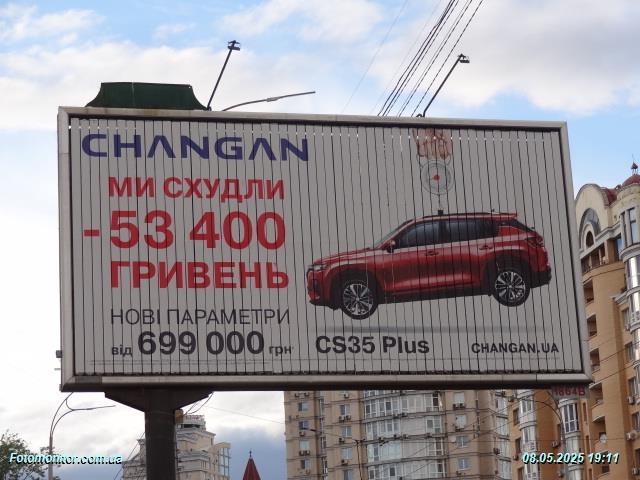 CHANGAN
МИ СХУДЛИ
-53 400
ГРИВЕНЬ
НОВІ ПАРАМЕТРИ
від 699 000 грн
CS35 Plus
CHANGAN.UA
Fotomonitor.com.ua
08.05.2025 19:11